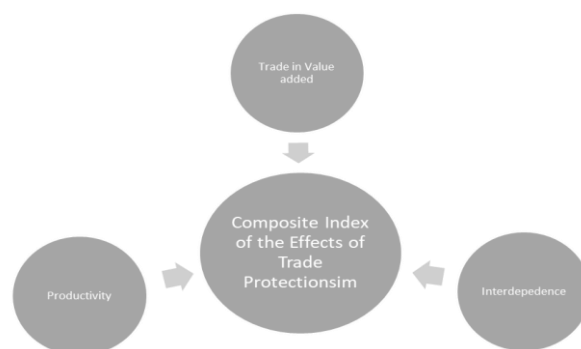 Trade in Value
added
Composite Index
of the Effects of
Trade
Protectionsim
Productivity
Interdepedence